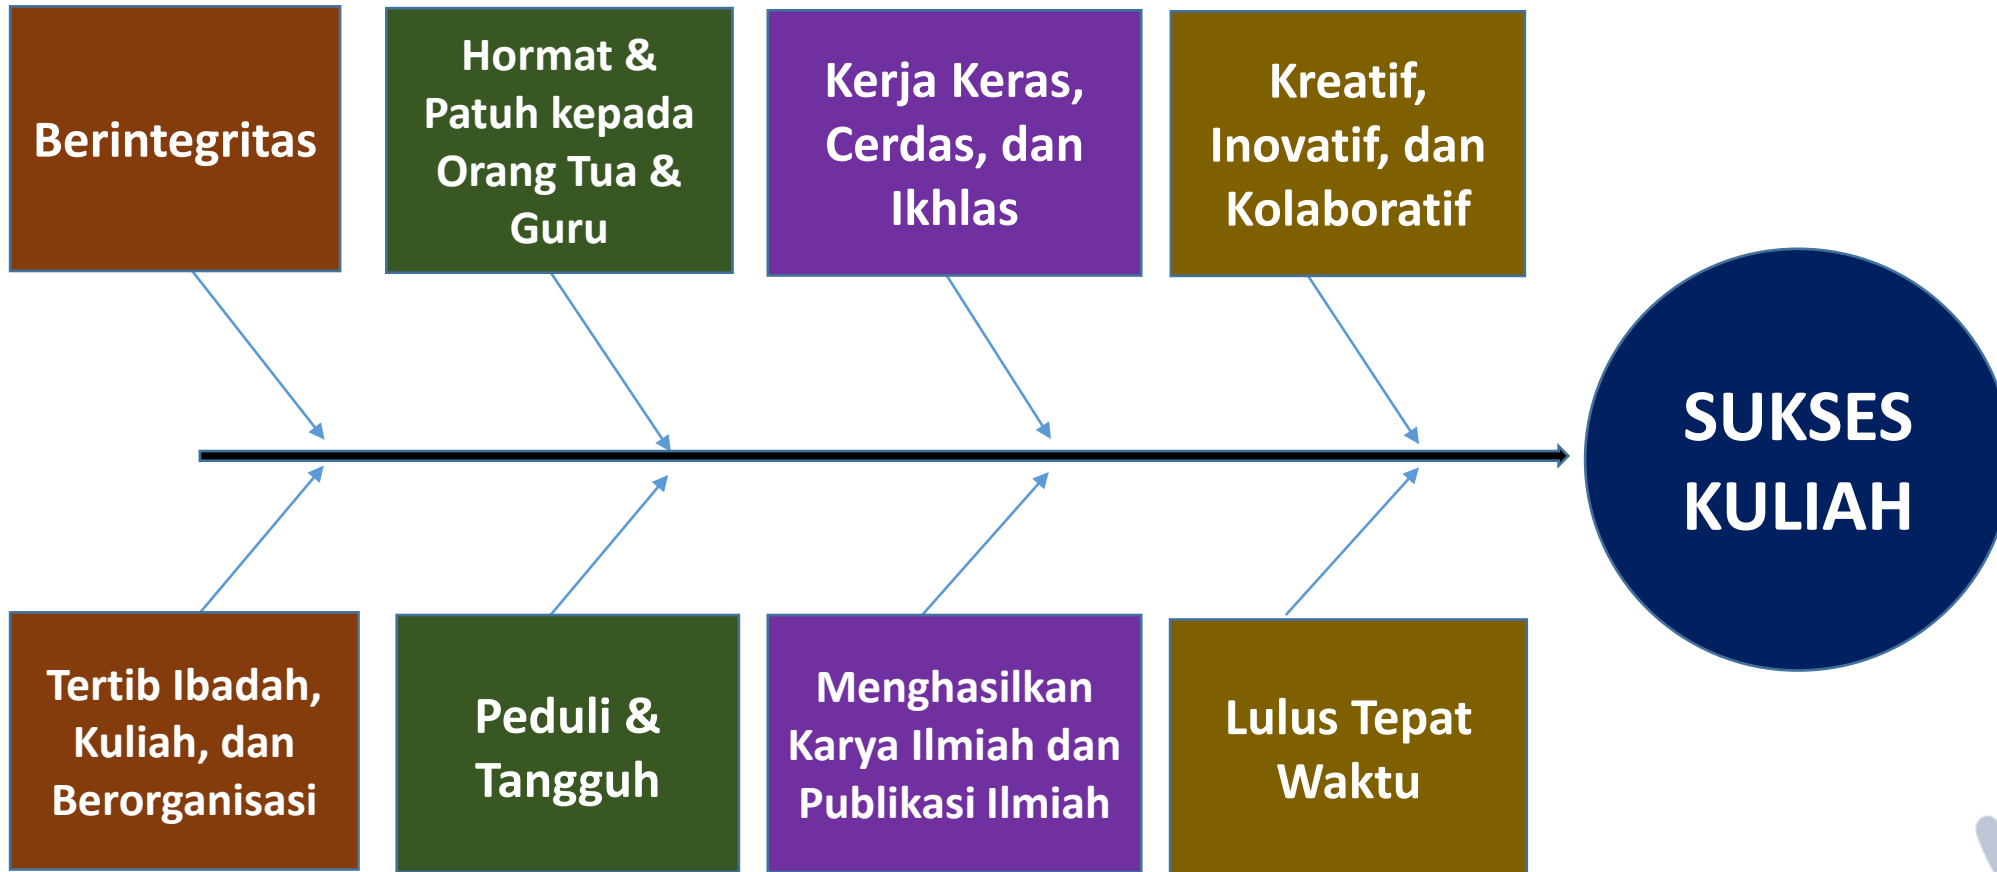 Berintegritas
Hormat &
Patuh kepada
Orang Tua &
Guru
Kerja Keras,
Cerdas, dan
Ikhlas
Kreatif,
Inovatif, dan
Kolaboratif
SUKSES
KULIAH
Tertib Ibadah,
Kuliah, dan
Berorganisasi
Peduli &
Tangguh
Menghasilkan
Karya Ilmiah dan
Publikasi Ilmiah
Lulus Tepat
Waktu